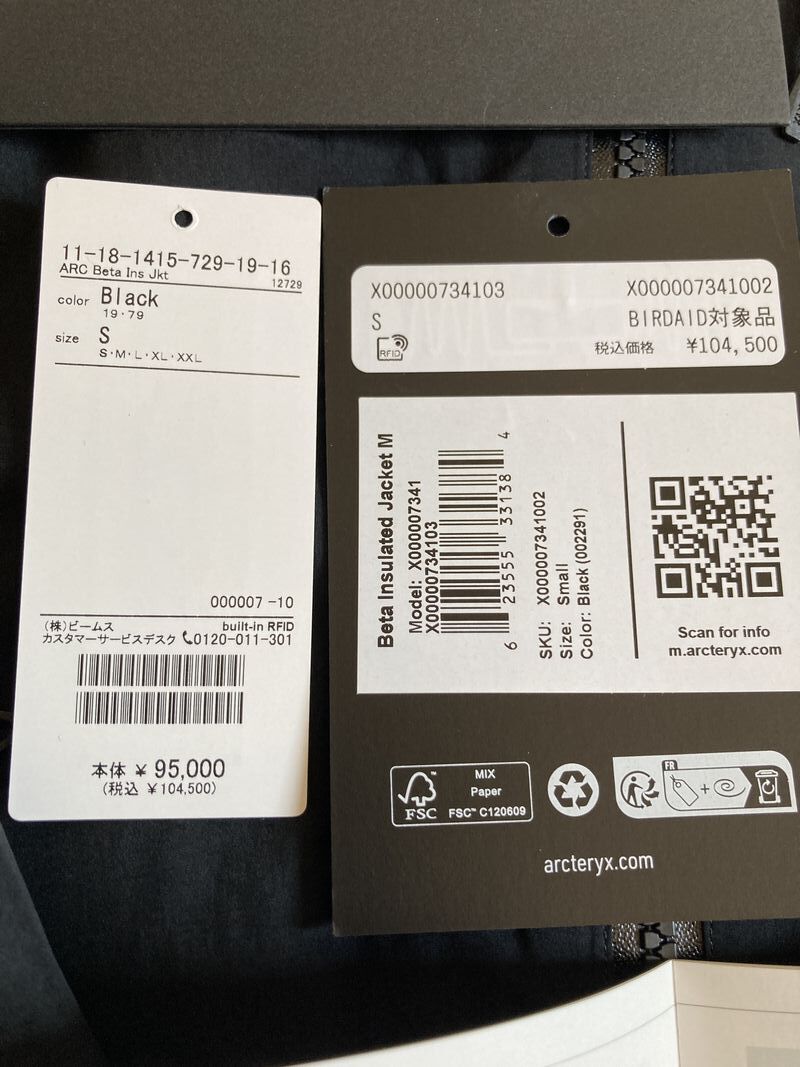 11-18-1415-729-19-16
ARC Beta Ins Jkt
12729
color Black
19・79
size S
S・M・L・XL・XXL
000007 -10
(株)ビームス built-in RFID
カスタマーサービスデスク 0120-011-301
本体 ¥ 95,000
(税込 ¥104,500)
X00000734103 X000007341002
S BIRDAID対象品
RFID 税込価格 ¥104,500
Beta Insulated Jacket M
Model: X000007341
X00000734103
6 23555 33138 4
SKU: X000007341002
Size: Small
Color: Black (002291)
Scan for info
m.arcteryx.com
FSC™
MIX
Paper
FSC™ C120609
FR
+
arcteryx.com